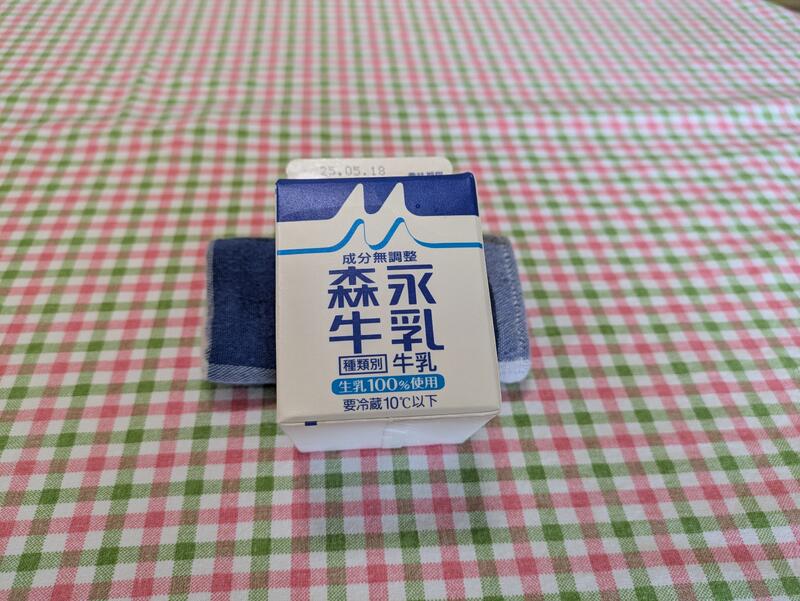 25.05.18
成分無調整
森永
牛乳
種類別 牛乳
生乳100%使用
要冷蔵10℃以下